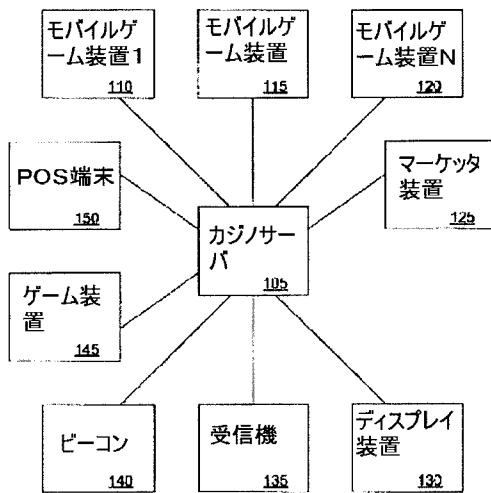 モバイルゲ
ーム装置1
110
モバイルゲ
ーム装置
115
モバイルゲ
ーム装置N
120
POS端末
150
マーケッタ
装置
125
カジノサー
バ
105
ゲーム装
置
145
ビーコン
140
受信機
135
ディスプレイ
装置
130